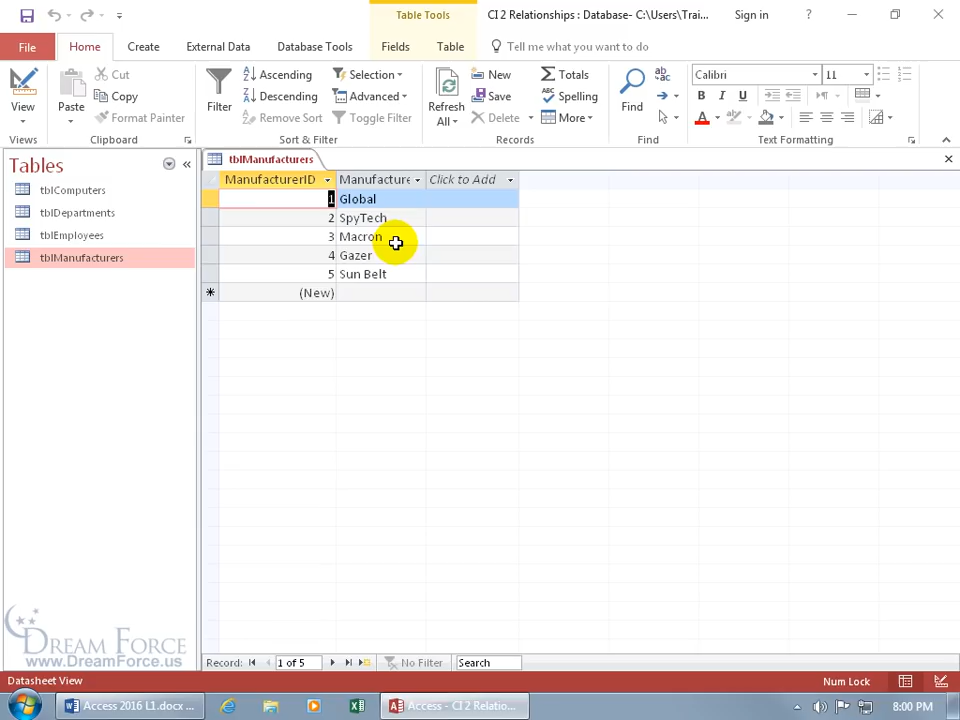 Table Tools
CI 2 Relationships : Database- C:\Users\Trai...
Sign in
?
File
Home
Create
External Data
Database Tools
Fields
Table
Tell me what you want to do
View
Views
Paste
Cut
Copy
Format Painter
Clipboard
Filter
Ascending
Descending
Remove Sort
Selection
Advanced
Toggle Filter
Sort & Filter
Refresh
All
New
Save
Delete
Totals
Spelling
More
Records
Find
Find
Calibri
11
B I U
Text Formatting
Tables
tblComputers
tblDepartments
tblEmployees
tblManufacturers
tblManufacturers
ManufacturerID Manufacture Click to Add
1 Global
2 SpyTech
3 Macron
4 Gazer
5 Sun Belt
(New)
DREAM FORCE
www.DreamForce.us
Record: 1 of 5 No Filter Search
Datasheet View
Num Lock
Access 2016 L1.docx ...
Access - CI 2 Relatio...
8:00 PM